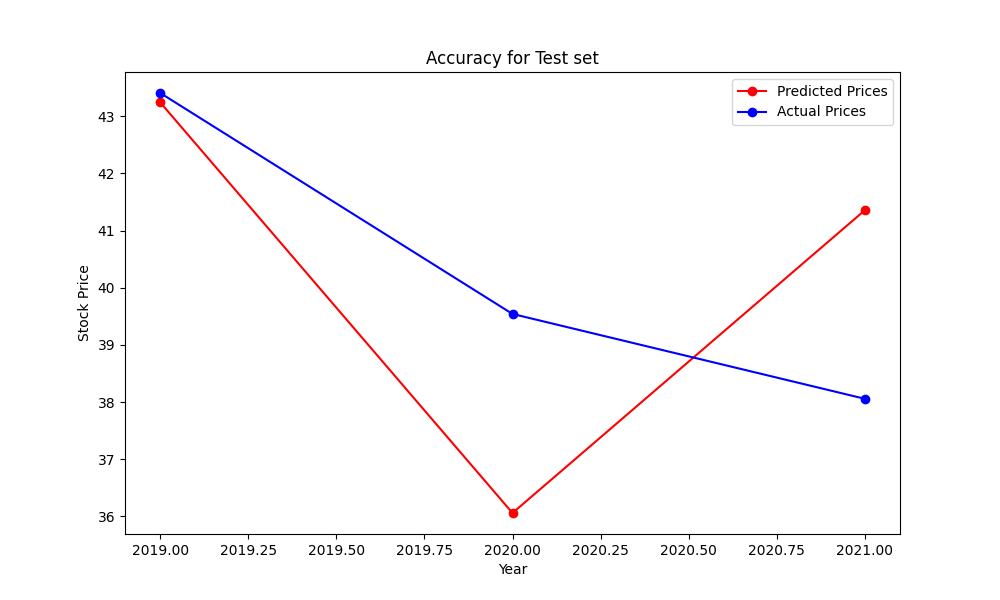 Accuracy for Test set
Predicted Prices
Actual Prices
43
42
41
40
39
38
37
36
Stock Price
2019.00 2019.25 2019.50 2019.75 2020.00 2020.25 2020.50 2020.75 2021.00
Year